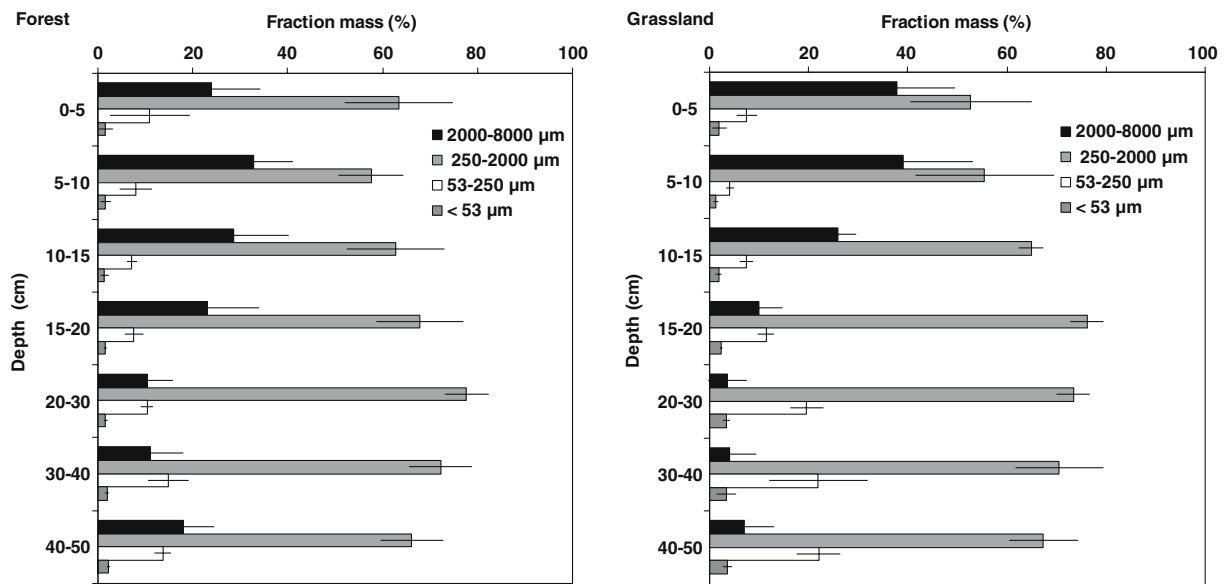 Forest
Fraction mass (%)
0 20 40 60 80 100
Depth (cm)
0-5
5-10
10-15
15-20
20-30
30-40
40-50
2000-8000 µm
250-2000 µm
53-250 µm
< 53 µm
Grassland
Fraction mass (%)
0 20 40 60 80 100
Depth (cm)
0-5
5-10
10-15
15-20
20-30
30-40
40-50
2000-8000 µm
250-2000 µm
53-250 µm
< 53 µm